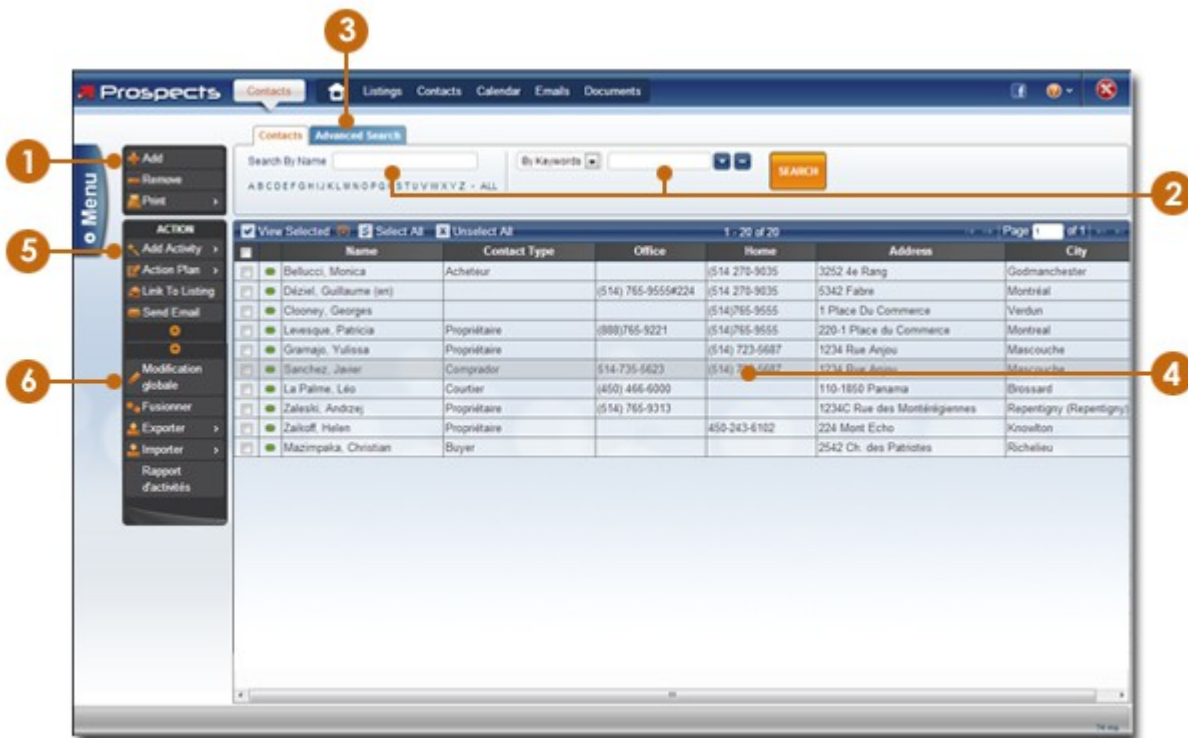 3
Prospects
Contacts Listings Contacts Calendar Emails Documents
Contacts Advanced Search
1
Add
Remove
Print
Menu
Search By Name By Keywords SEARCH
A B C D E F G H I J K L M N O P Q R S T U V W X Y Z - ALL
2
ACTION
5
Add Activity
Action Plan
Link To Listing
Send Email
6
Modification
globale
Fusionner
Exporter
Importer
Rapport
d'activités
View Selected Select All Unselect All 1 - 20 of 20 Page 1 of 1
Name Contact Type Office Home Address City
Bellucci, Monica Acheteur (514 270-9035 3252 4e Rang Godmanchester
Déziel, Guillaume (en) (514) 765-9555#224 (514 270-9035 5342 Fabre Montréal
Clooney, Georges (514)765-9555 1 Place Du Commerce Verdun
Levesque, Patricia Propriétaire (888)765-9221 (514)765-9555 220-1 Place du Commerce Montreal
Gramajo, Yulissa Propriétaire (514) 723-5687 1234 Rue Anjou Mascouche
Sanchez, Javier Comprador 514-735-5623 (514) 723-5687 1234 Rue Anjou Mascouche
4
La Palme, Léo Courtier (450) 466-6000 110-1850 Panama Brossard
Zaleski, Andrzej Propriétaire (514) 765-9313 1234C Rue des Montérégiennes Repentigny (Repentigny)
Zaikoff, Helen Propriétaire 450-243-6102 224 Mont Echo Knowlton
Mazimpaka, Christian Buyer 2542 Ch. des Patriotes Richelieu